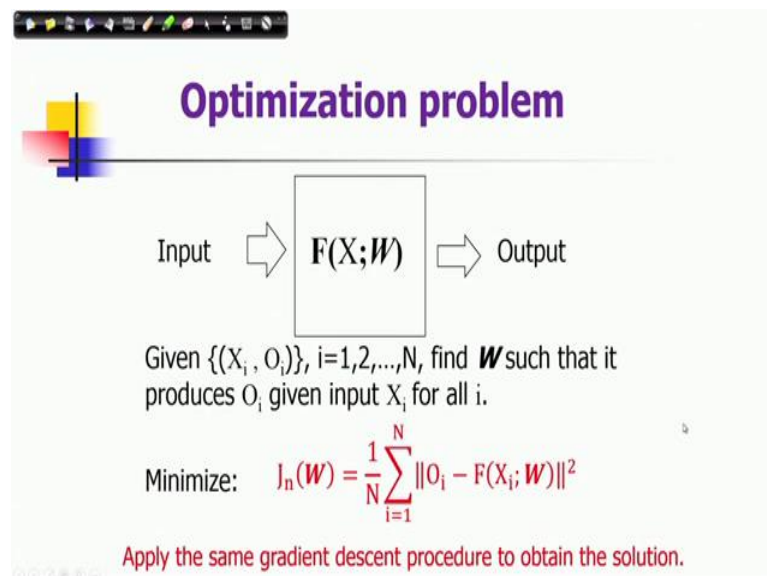 Optimization problem
Input F(X;W) Output
Given {(Xᵢ , Oᵢ)}, i=1,2,...,N, find W such that it
produces Oᵢ given input Xᵢ for all i.
Minimize: Jₙ(W) = 1/N ∑_{i=1}^{N} ||Oᵢ − F(Xᵢ; W)||²
Apply the same gradient descent procedure to obtain the solution.